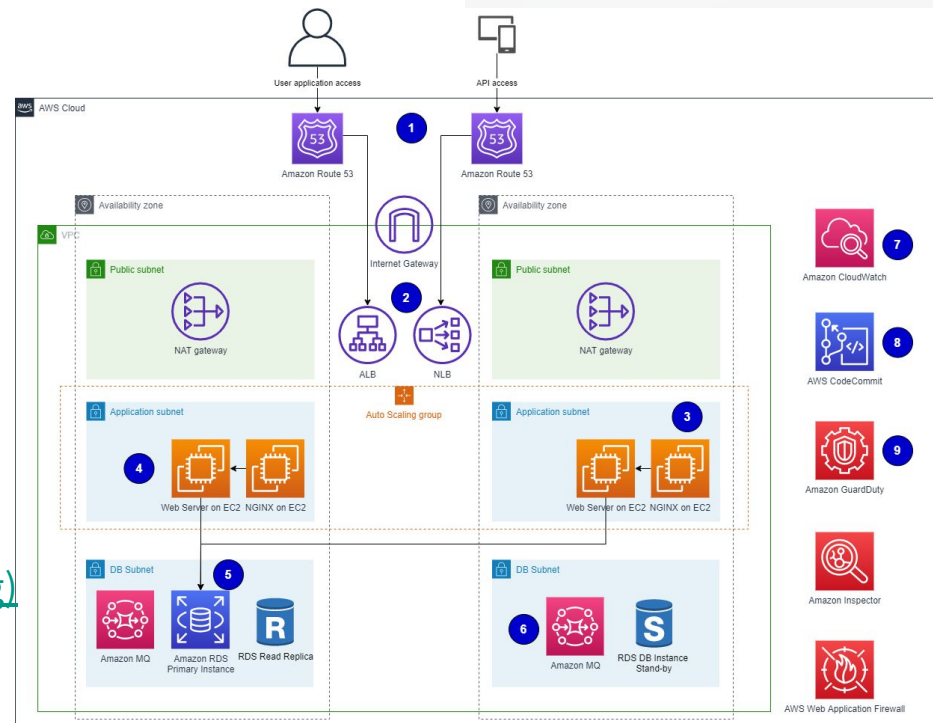 User application access
API access
aws
AWS Cloud
53
1
53
Amazon Route 53
Amazon Route 53
Availability zone
Availability zone
VPC
Internet Gateway
7
Amazon CloudWatch
Public subnet
Public subnet
2
NAT gateway
NAT gateway
ALB
NLB
8
AWS CodeCommit
Auto Scaling group
Application subnet
Application subnet
3
4
Web Server on EC2
NGINX on EC2
Web Server on EC2
NGINX on EC2
9
Amazon GuardDuty
DB Subnet
5
DB Subnet
R
6
S
Amazon MQ
Amazon RDS
Primary Instance
RDS Read Replica
Amazon MQ
RDS DB Instance
Stand-by
Amazon Inspector
AWS Web Application Firewall